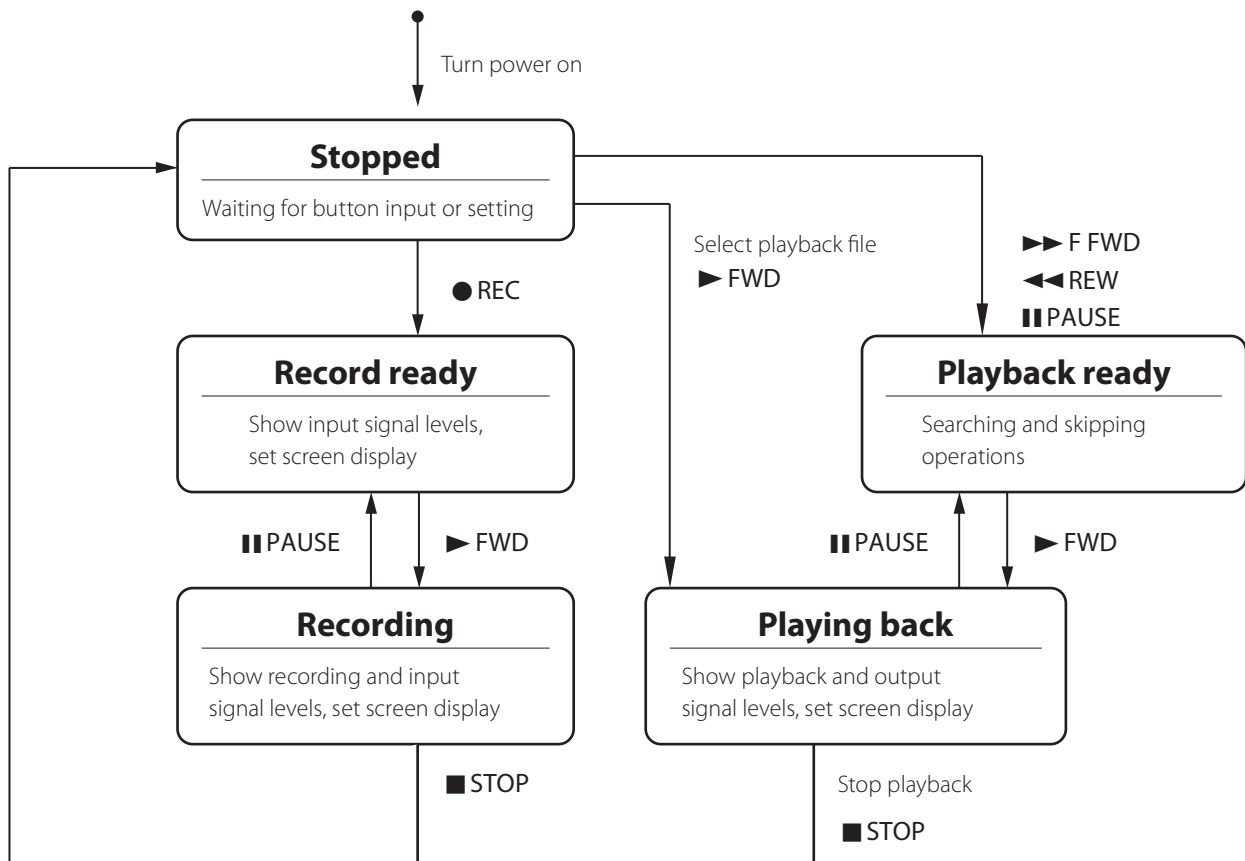 Turn power on
Stopped
Waiting for button input or setting
Select playback file
▶ FWD
▶▶ F FWD
◀◀ REW
▮▮ PAUSE
● REC
Record ready
Show input signal levels,
set screen display
Playback ready
Searching and skipping
operations
▮▮ PAUSE
▶ FWD
▮▮ PAUSE
▶ FWD
Recording
Show recording and input
signal levels, set screen display
Playing back
Show playback and output
signal levels, set screen display
■ STOP
Stop playback
■ STOP